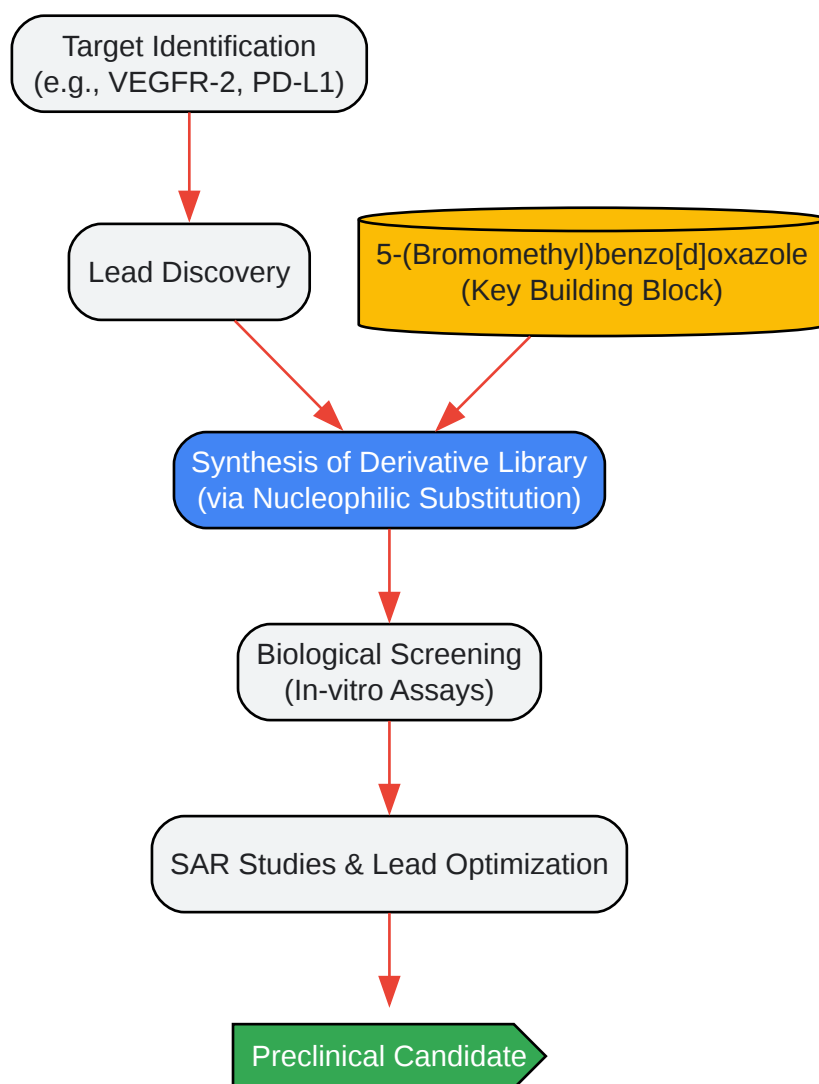 Target Identification
(e.g., VEGFR-2, PD-L1)
Lead Discovery
5-(Bromomethyl)benzo[d]oxazole
(Key Building Block)
Synthesis of Derivative Library
(via Nucleophilic Substitution)
Biological Screening
(In-vitro Assays)
SAR Studies & Lead Optimization
Preclinical Candidate